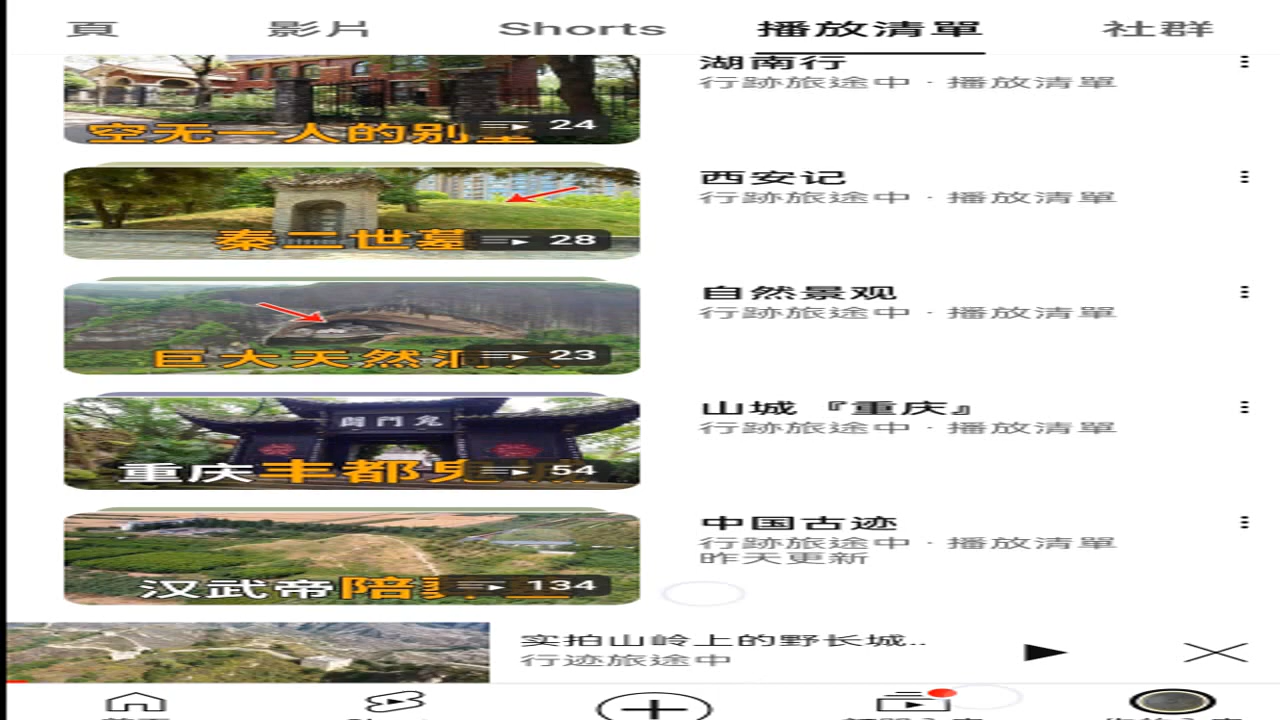 頁 影片 Shorts 播放清單 社群
湖南行
行跡旅途中 · 播放清單
空无一人的别
24
西安记
行跡旅途中 · 播放清單
秦二世墓
28
自然景观
行跡旅途中 · 播放清單
巨大天然
23
山城『重庆』
行跡旅途中 · 播放清單
重庆丰都鬼城
54
中国古迹
行跡旅途中 · 播放清單
昨天更新
汉武帝陪
134
实拍山岭上的野长城..
行迹旅途中